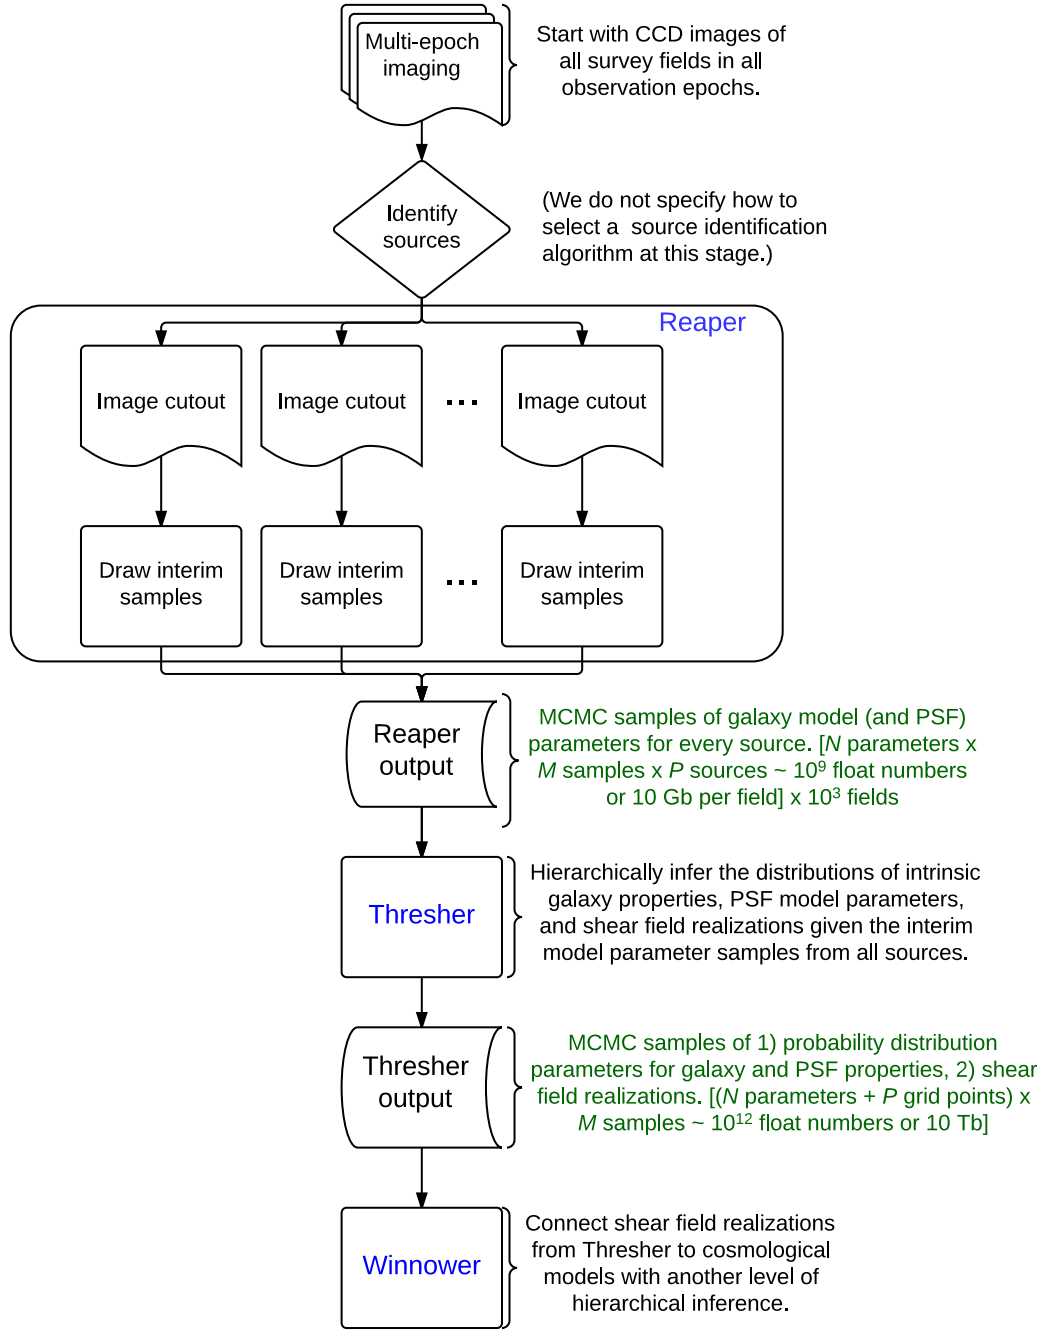 Multi-epoch
imaging
Start with CCD images of
all survey fields in all
observation epochs.
Identify
sources
(We do not specify how to
select a  source identification
algorithm at this stage.)
Reaper
Image cutout
Image cutout
...
Image cutout
Draw interim
samples
Draw interim
samples
...
Draw interim
samples
Reaper
output
MCMC samples of galaxy model (and PSF)
parameters for every source. [N parameters x
M samples x P sources ~ 10⁹ float numbers
or 10 Gb per field] x 10³ fields
Thresher
Hierarchically infer the distributions of intrinsic
galaxy properties, PSF model parameters,
and shear field realizations given the interim
model parameter samples from all sources.
Thresher
output
MCMC samples of 1) probability distribution
parameters for galaxy and PSF properties, 2) shear
field realizations. [(N parameters + P grid points) x
M samples ~ 10¹² float numbers or 10 Tb]
Winnower
Connect shear field realizations
from Thresher to cosmological
models with another level of
hierarchical inference.